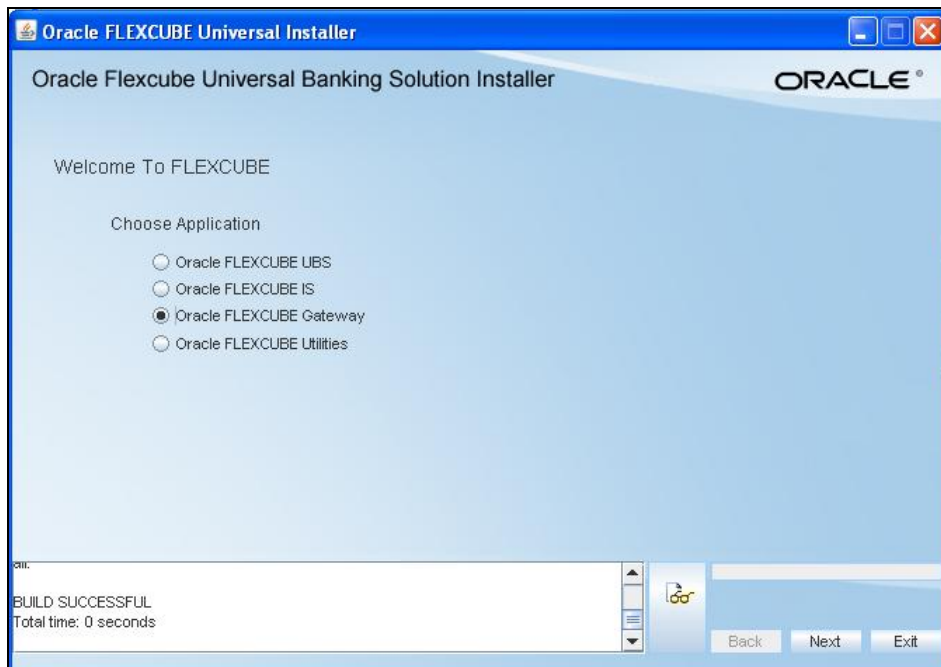 Oracle FLEXCUBE Universal Installer
Oracle Flexcube Universal Banking Solution Installer
ORACLE®
Welcome To FLEXCUBE
Choose Application
Oracle FLEXCUBE UBS
Oracle FLEXCUBE IS
Oracle FLEXCUBE Gateway
Oracle FLEXCUBE Utilities
all:
BUILD SUCCESSFUL
Total time: 0 seconds
Back Next Exit